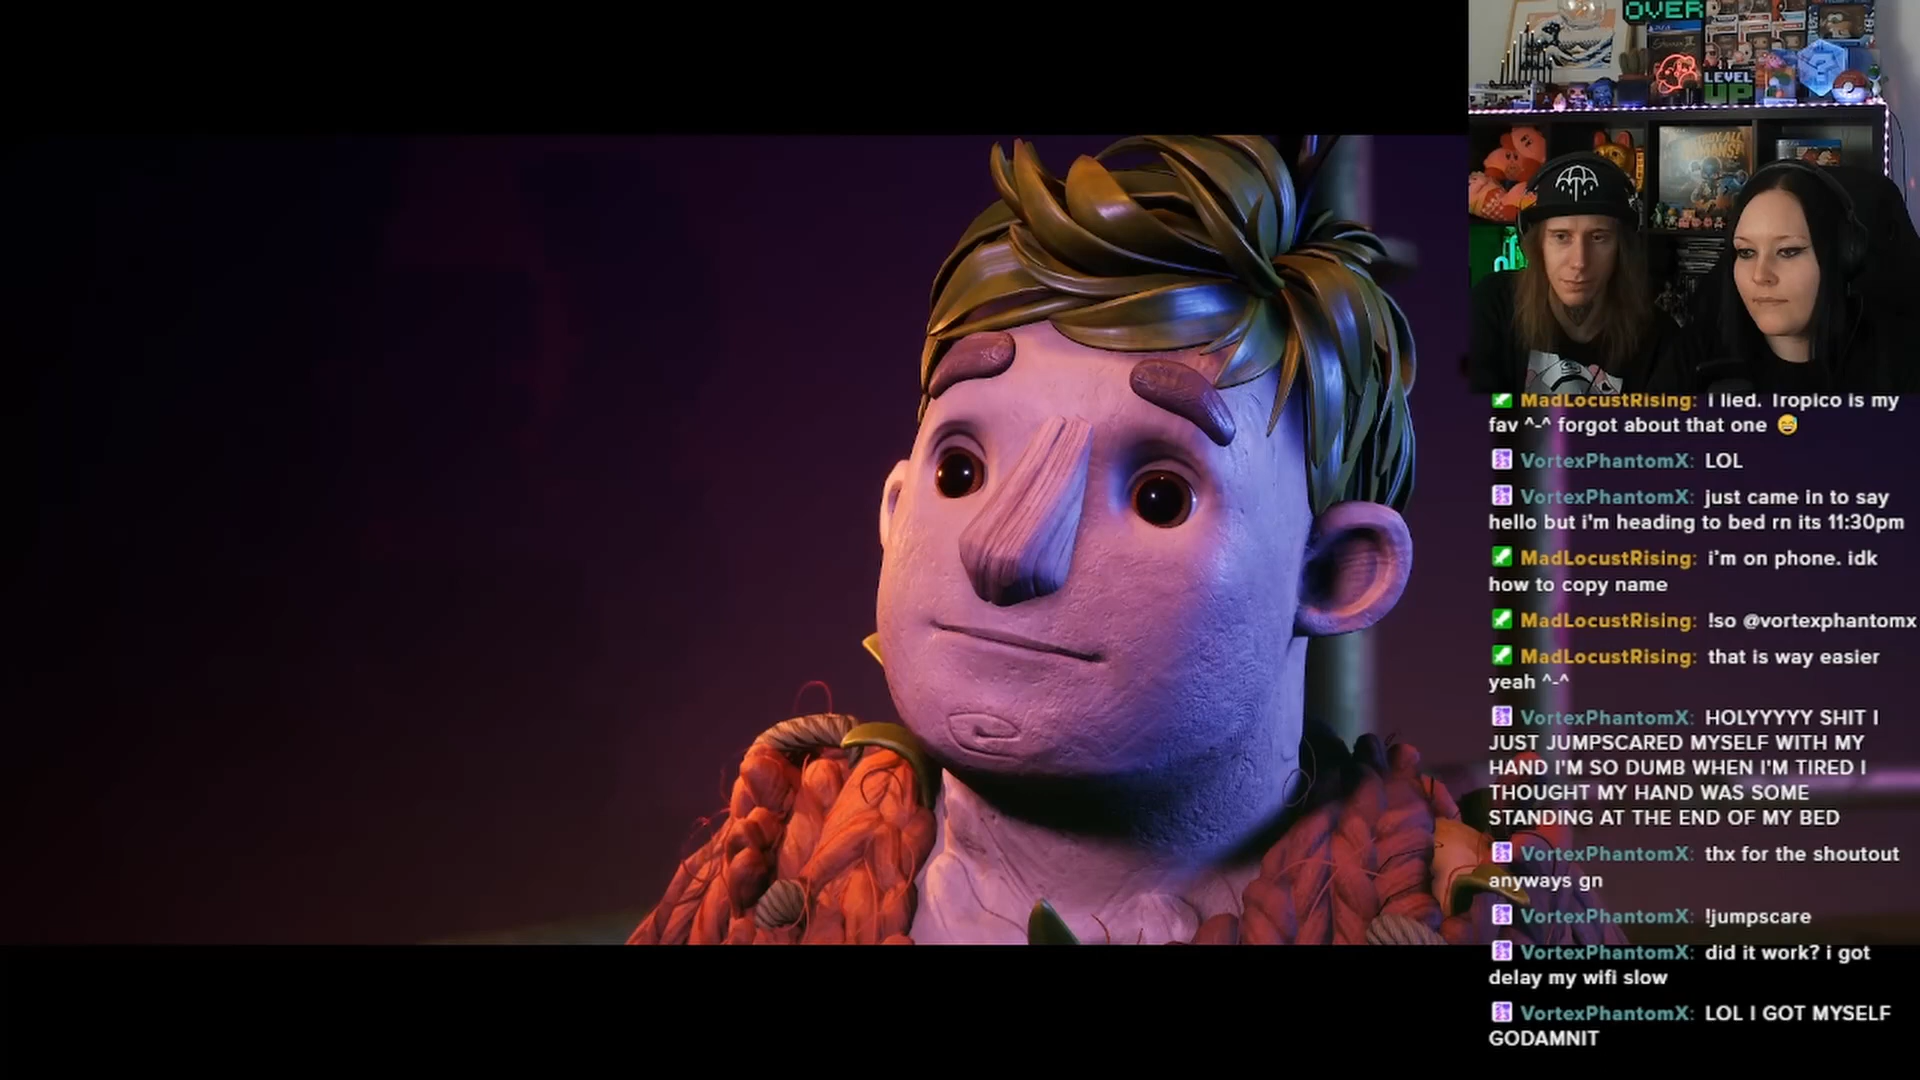 OVER
LEVEL
UP
MadLocustRising: i lied. Tropico is my
fav ^-^ forgot about that one 😅
VortexPhantomX: LOL
VortexPhantomX: just came in to say
hello but i'm heading to bed rn its 11:30pm
MadLocustRising: i'm on phone. idk
how to copy name
MadLocustRising: !so @vortexphantomx
MadLocustRising: that is way easier
yeah ^-^
VortexPhantomX: HOLYYYYY SHIT I
JUST JUMPSCARED MYSELF WITH MY
HAND I'M SO DUMB WHEN I'M TIRED I
THOUGHT MY HAND WAS SOME
STANDING AT THE END OF MY BED
VortexPhantomX: thx for the shoutout
anyways gn
VortexPhantomX: !jumpscare
VortexPhantomX: did it work? i got
delay my wifi slow
VortexPhantomX: LOL I GOT MYSELF
GODAMNIT